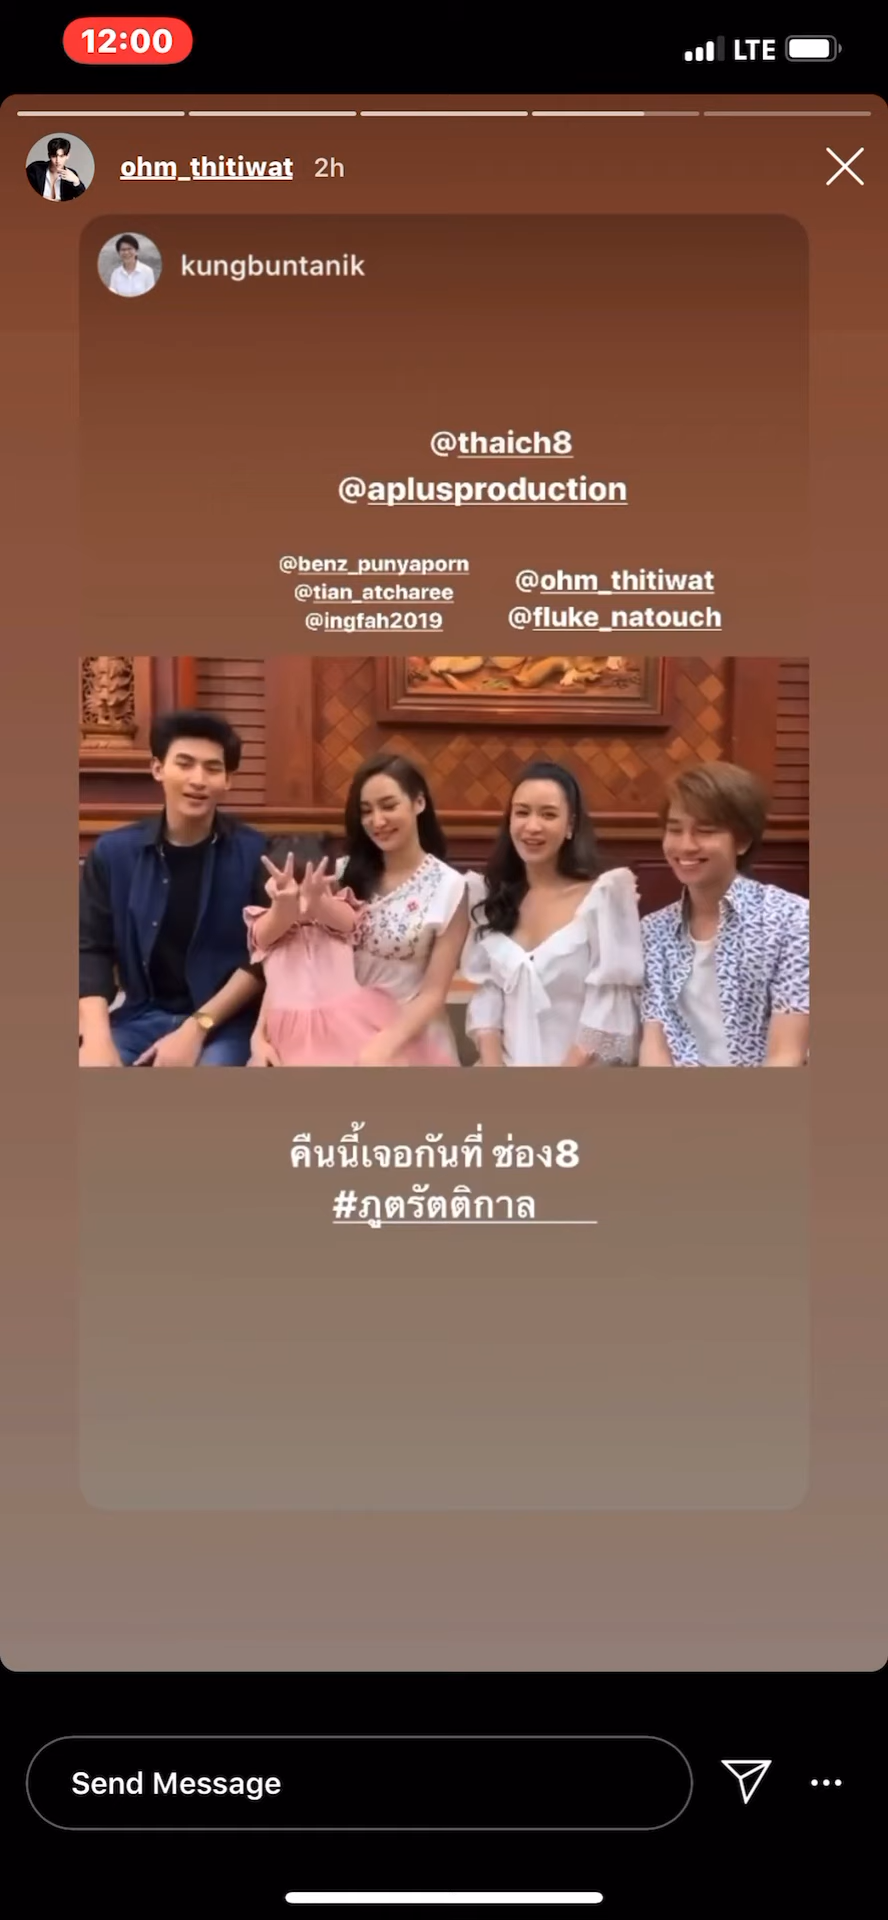 12:00
LTE
ohm_thitiwat 2h
kungbuntanik
@thaich8
@aplusproduction
@benz_punyaporn
@tian_atcharee
@ingfah2019
@ohm_thitiwat
@fluke_natouch
คืนนี้เจอกันที่ ช่อง8
#ภูตรัตติกาล
Send Message